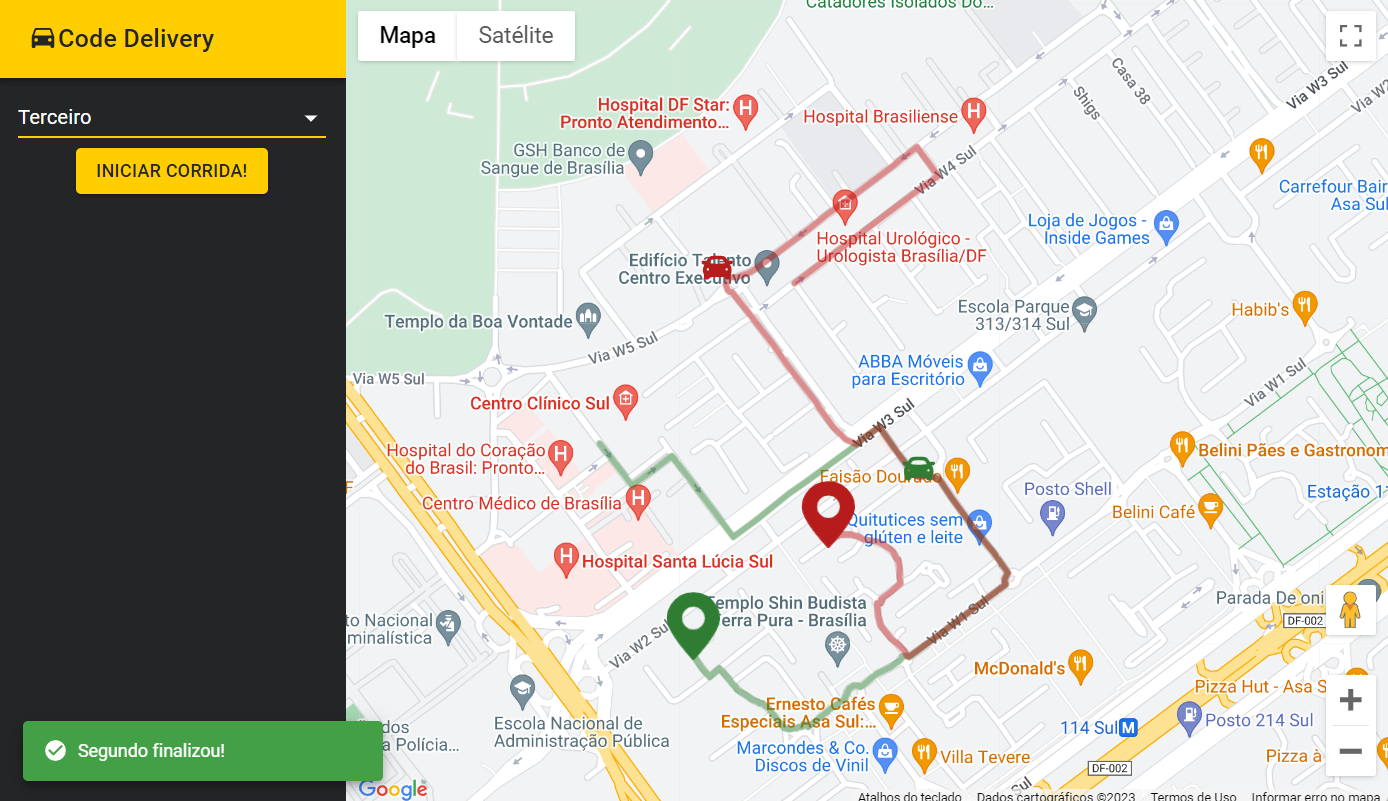 Code Delivery
Terceiro
INICIAR CORRIDA!
Segundo finalizou!
Mapa
Satélite
Catadores Isolados Do...
Casa 38
Shigs
Via W3 Sul
Via W2
Hospital DF Star:
Pronto Atendimento...
Hospital Brasiliense
GSH Banco de
Sangue de Brasília
Via W4 Sul
Carrefour Bair
Asa Sul
Loja de Jogos -
Inside Games
Hospital Urológico -
Urologista Brasília/DF
Edifício Talento
Centro Executivo
Escola Parque
313/314 Sul
Habib's
Templo da Boa Vontade
Via W5 Sul
Via W5 Sul
ABBA Móveis
para Escritório
Via W1 Sul
Centro Clínico Sul
Via W3 Sul
Hospital do Coração
do Brasil: Pronto...
Belini Pães e Gastronom
Faisão Dourado
Posto Shell
Estação 11
F
Centro Médico de Brasília
Belini Café
Quitutices sem
glúten e leite
Hospital Santa Lúcia Sul
Templo Shin Budista
Terra Pura - Brasília
Via W1 Sul
Parada De oni
DF-002
to Nacional
minalística
Via W2 Sul
McDonald's
Pizza Hut - Asa S
Ernesto Cafés
Especiais Asa Sul:...
114 Sul
M
Posto 214 Sul
Escola Nacional de
Administração Pública
dos
a Polícia...
Marcondes & Co.
Discos de Vinil
Villa Tevere
Pizza à
DF-002
Sul
Google
Atalhos do teclado
Dados cartográficos ©2023
Termos de Uso
Informar erro no mapa